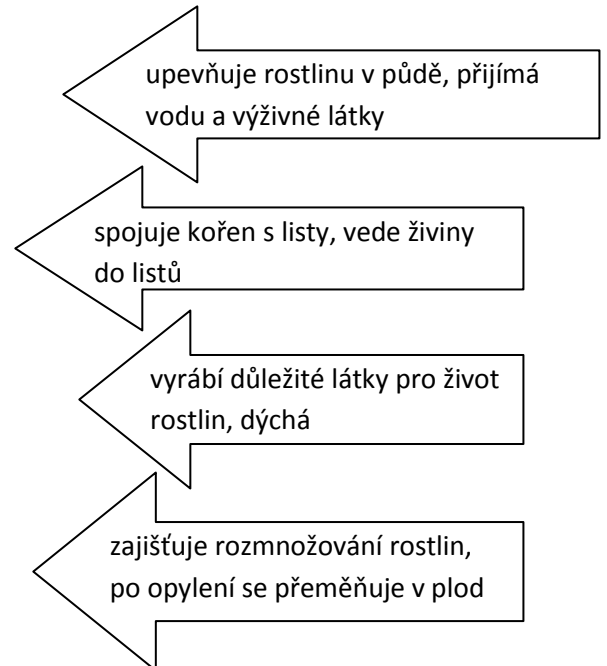 upevňuje rostlinu v půdě, přijímá
vodu a výživné látky
spojuje kořen s listy, vede živiny
do listů
vyrábí důležité látky pro život
rostlin, dýchá
zajišťuje rozmnožování rostlin,
po opylení se přeměňuje v plod